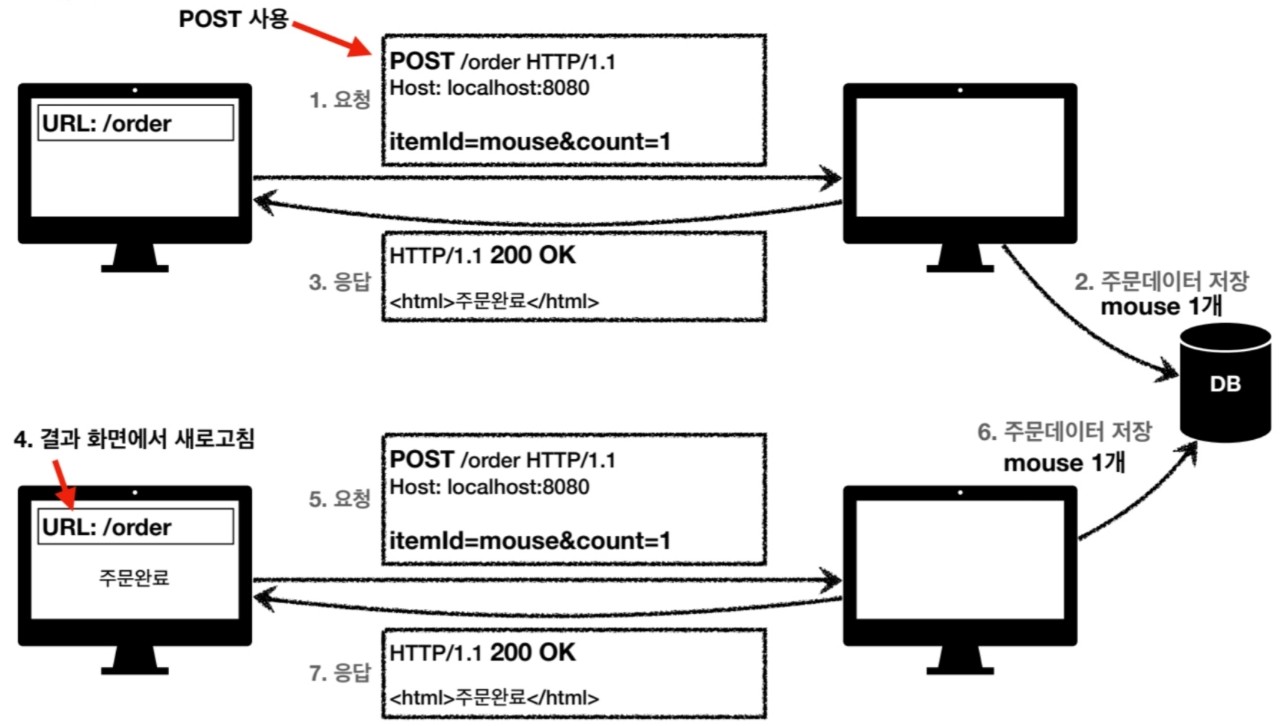 POST 사용
POST /order HTTP/1.1
Host: localhost:8080
1. 요청
itemId=mouse&count=1
URL: /order
HTTP/1.1 200 OK
3. 응답
<html>주문완료</html>
2. 주문데이터 저장
mouse 1개
DB
4. 결과 화면에서 새로고침
6. 주문데이터 저장
mouse 1개
POST /order HTTP/1.1
Host: localhost:8080
5. 요청
itemId=mouse&count=1
URL: /order
주문완료
HTTP/1.1 200 OK
7. 응답
<html>주문완료</html>